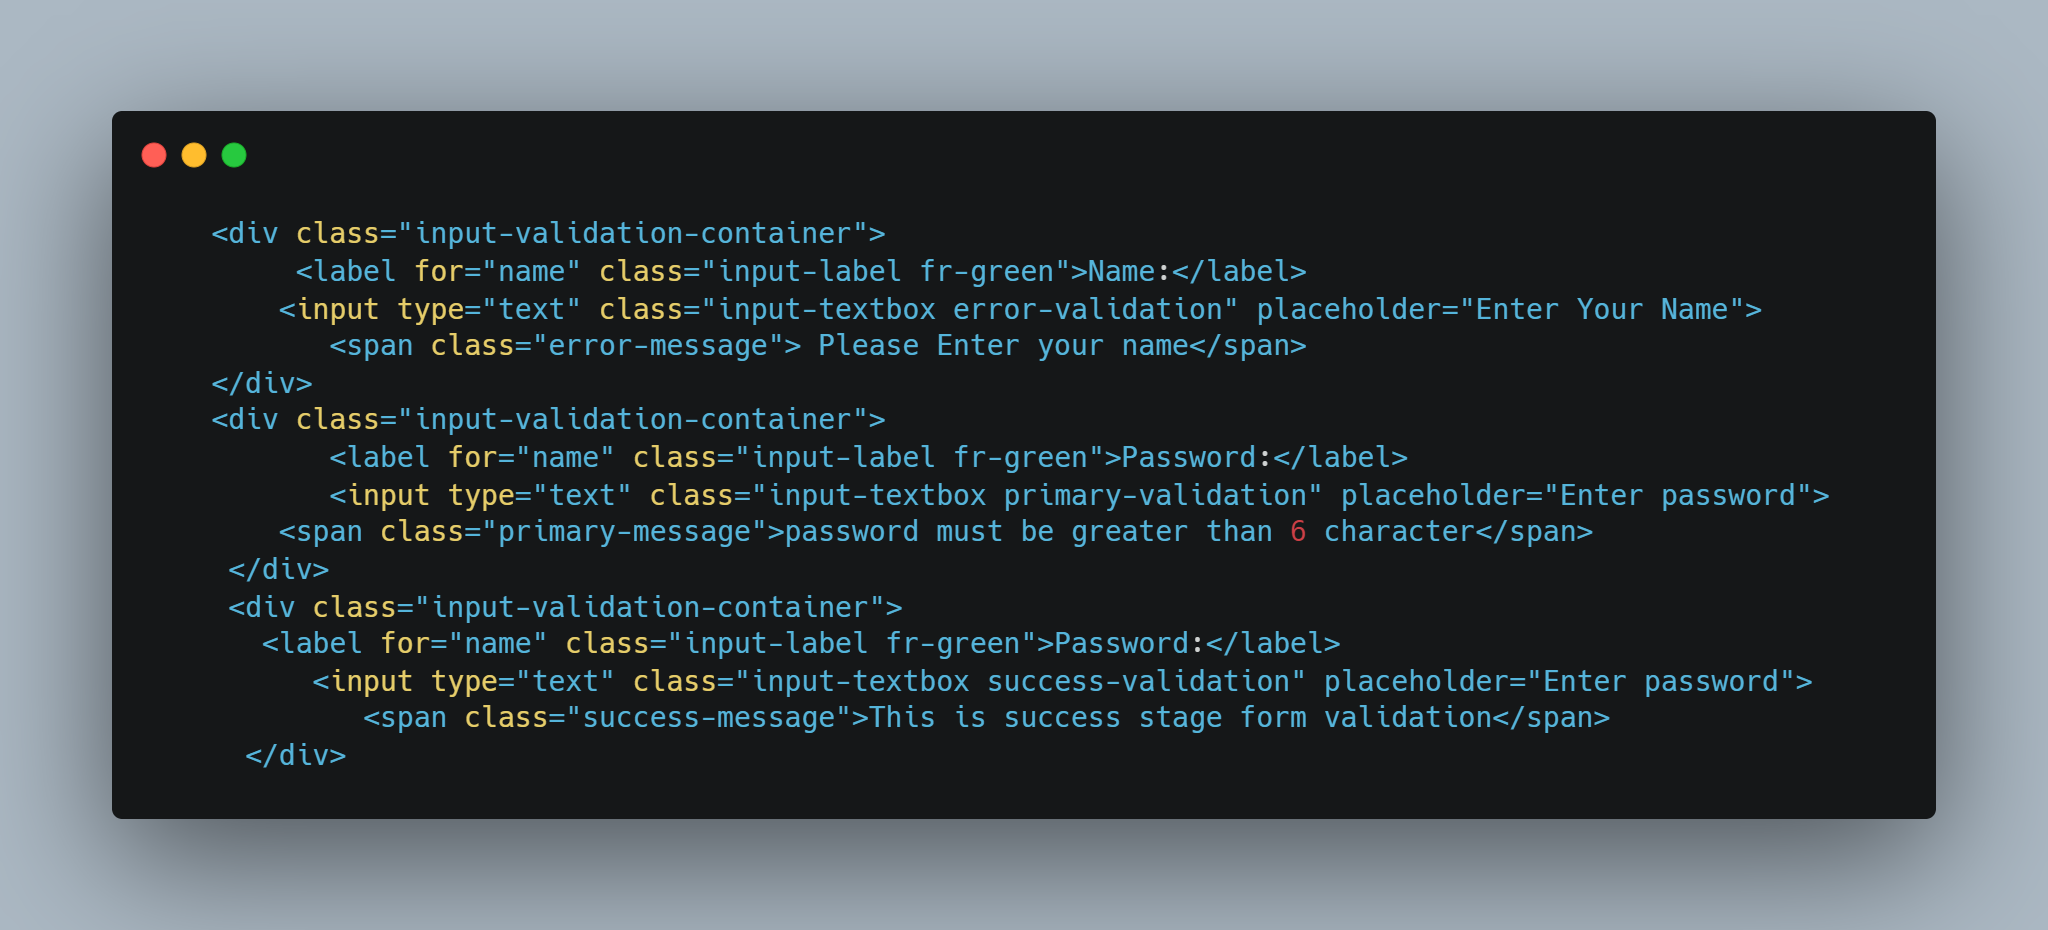 <div class="input-validation-container">
<label for="name" class="input-label fr-green">Name:</label>
<input type="text" class="input-textbox error-validation" placeholder="Enter Your Name">
<span class="error-message"> Please Enter your name</span>
</div>
<div class="input-validation-container">
<label for="name" class="input-label fr-green">Password:</label>
<input type="text" class="input-textbox primary-validation" placeholder="Enter password">
<span class="primary-message">password must be greater than 6 character</span>
</div>
<div class="input-validation-container">
<label for="name" class="input-label fr-green">Password:</label>
<input type="text" class="input-textbox success-validation" placeholder="Enter password">
<span class="success-message">This is success stage form validation</span>
</div>